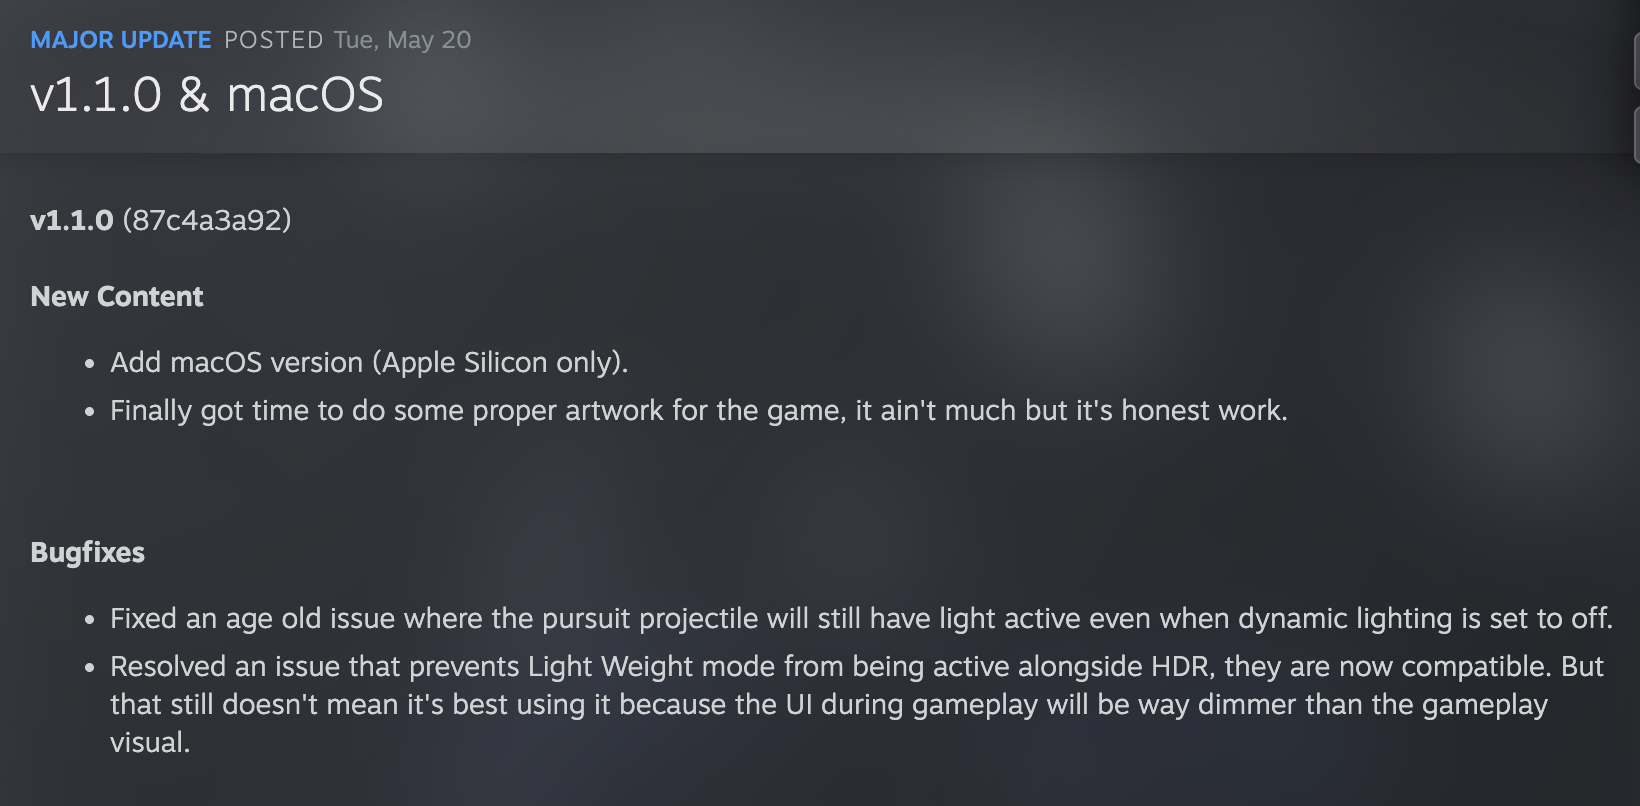 MAJOR UPDATE POSTED Tue, May 20
v1.1.0 & macOS
v1.1.0 (87c4a3a92)
New Content
• Add macOS version (Apple Silicon only).
• Finally got time to do some proper artwork for the game, it ain't much but it's honest work.
Bugfixes
• Fixed an age old issue where the pursuit projectile will still have light active even when dynamic lighting is set to off.
• Resolved an issue that prevents Light Weight mode from being active alongside HDR, they are now compatible. But
that still doesn't mean it's best using it because the UI during gameplay will be way dimmer than the gameplay
visual.